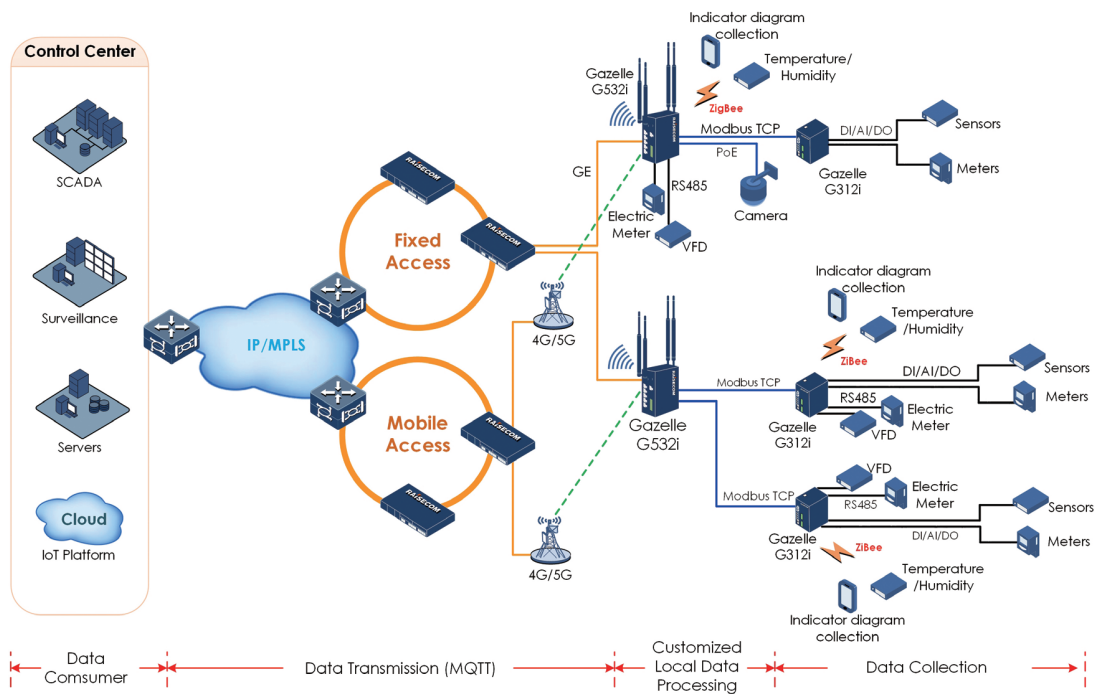 Control Center
SCADA
Surveillance
Servers
Cloud
IoT Platform
IP/MPLS
Fixed
Access
RAISECOM
RAISECOM
Mobile
Access
RAISECOM
RAISECOM
GE
4G/5G
4G/5G
Gazelle
G532i
Indicator diagram
collection
Temperature/
Humidity
ZigBee
Modbus TCP
PoE
RS485
Electric
Meter
VFD
Camera
Gazelle
G312i
DI/AI/DO
Sensors
Meters
Gazelle
G532i
Indicator diagram
collection
Temperature
/Humidity
ZiBee
Modbus TCP
DI/AI/DO
Sensors
Meters
RS485
Electric
Meter
VFD
Gazelle
G312i
VFD
Electric
Meter
RS485
Modbus TCP
Gazelle
G312i
Sensors
DI/AI/DO
Meters
ZiBee
Temperature
/Humidity
Indicator diagram
collection
Data
Comsumer
Data Transmission (MQTT)
Customized
Local Data
Processing
Data Collection